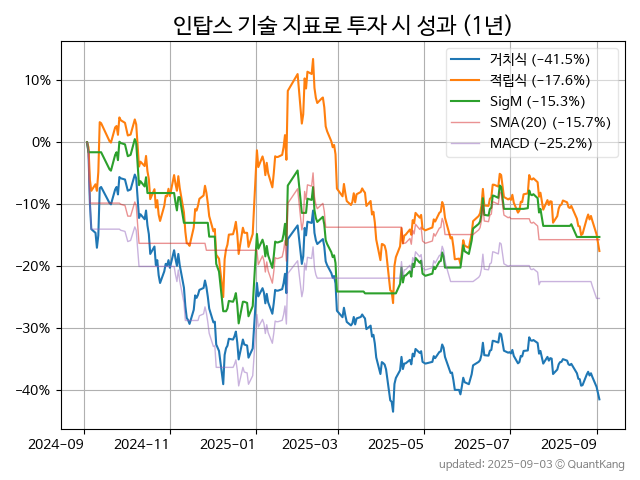 인탑스 기술 지표로 투자 시 성과 (1년)
거치식 (−41.5%)
적립식 (−17.6%)
SigM (−15.3%)
SMA(20) (−15.7%)
MACD (−25.2%)
10%
0%
−10%
−20%
−30%
−40%
2024-09 2024-11 2025-01 2025-03 2025-05 2025-07 2025-09
updated: 2025-09-03 © QuantKang